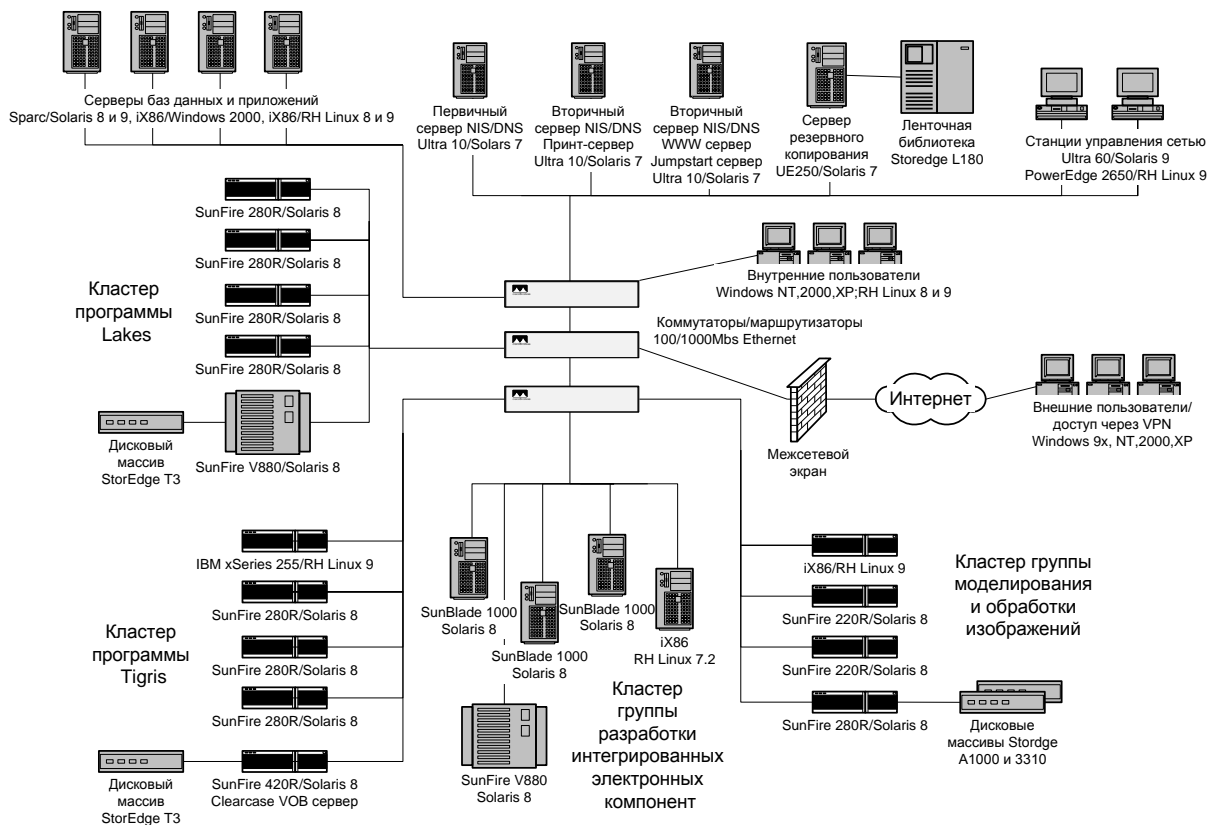 Серверы баз данных и приложений
Sparc/Solaris 8 и 9, iX86/Windows 2000, iX86/RH Linux 8 и 9
Первичный
сервер NIS/DNS
Ultra 10/Solaris 7
Вторичный
сервер NIS/DNS
Принт-сервер
Ultra 10/Solaris 7
Вторичный
сервер NIS/DNS
WWW сервер
Jumpstart сервер
Ultra 10/Solaris 7
Сервер
резервного
копирования
UE250/Solaris 7
Ленточная
библиотека
Storedge L180
Станции управления сетью
Ultra 60/Solaris 9
PowerEdge 2650/RH Linux 9
SunFire 280R/Solaris 8
SunFire 280R/Solaris 8
SunFire 280R/Solaris 8
SunFire 280R/Solaris 8
Кластер
программы
Lakes
Дисковый
массив
StorEdge T3
SunFire V880/Solaris 8
Внутренние пользователи
Windows NT,2000,XP;RH Linux 8 и 9
Коммутаторы/маршрутизаторы
100/1000Mbs Ethernet
Межсетевой
экран
Интернет
Внешние пользователи/
доступ через VPN
Windows 9x, NT,2000,XP
IBM xSeries 255/RH Linux 9
SunFire 280R/Solaris 8
SunFire 280R/Solaris 8
SunFire 280R/Solaris 8
Кластер
программы
Tigris
Дисковый
массив
StorEdge T3
SunFire 420R/Solaris 8
Clearcase VOB сервер
SunBlade 1000
Solaris 8
SunBlade 1000
Solaris 8
SunBlade 1000
Solaris 8
iX86
RH Linux 7.2
SunFire V880
Solaris 8
Кластер
группы
разработки
интегрированных
электронных
компонент
iX86/RH Linux 9
SunFire 220R/Solaris 8
SunFire 220R/Solaris 8
SunFire 280R/Solaris 8
Кластер группы
моделирования
и обработки
изображений
Дисковые
массивы Stordge
A1000 и 3310